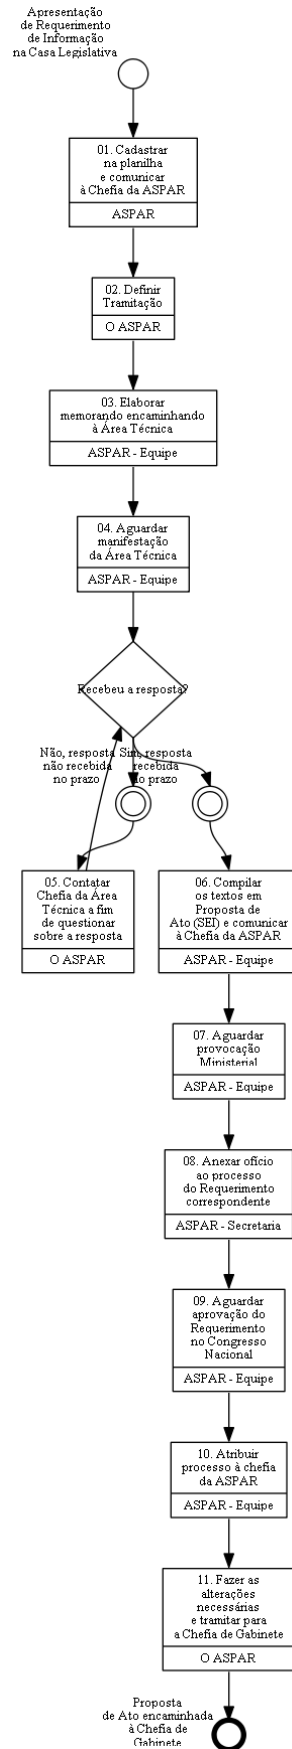 Apresentação
de Requerimento
de Informação
na Casa Legislativa
01. Cadastrar
na planilha
e comunicar
à Chefia da ASPAR
ASPAR
02. Definir
Tramitação
O ASPAR
03. Elaborar
memorando encaminhando
à Área Técnica
ASPAR - Equipe
04. Aguardar
manifestação
da Área Técnica
ASPAR - Equipe
Recebeu a resposta?
Não, resposta
não recebida
no prazo
Sim, resposta
recebida
no prazo
05. Contatar
Chefia da Área
Técnica a fim
de questionar
sobre a resposta
O ASPAR
06. Compilar
os textos em
Proposta de
Ato (SEI) e comunicar
à Chefia da ASPAR
ASPAR - Equipe
07. Aguardar
provocação
Ministerial
ASPAR - Equipe
08. Anexar ofício
ao processo
do Requerimento
correspondente
ASPAR - Secretaria
09. Aguardar
aprovação do
Requerimento
no Congresso
Nacional
ASPAR - Equipe
10. Atribuir
processo à chefia
da ASPAR
ASPAR - Equipe
11. Fazer as
alterações
necessárias
e tramitar para
a Chefia de Gabinete
O ASPAR
Proposta
de Ato encaminhada
à Chefia de
Gabinete